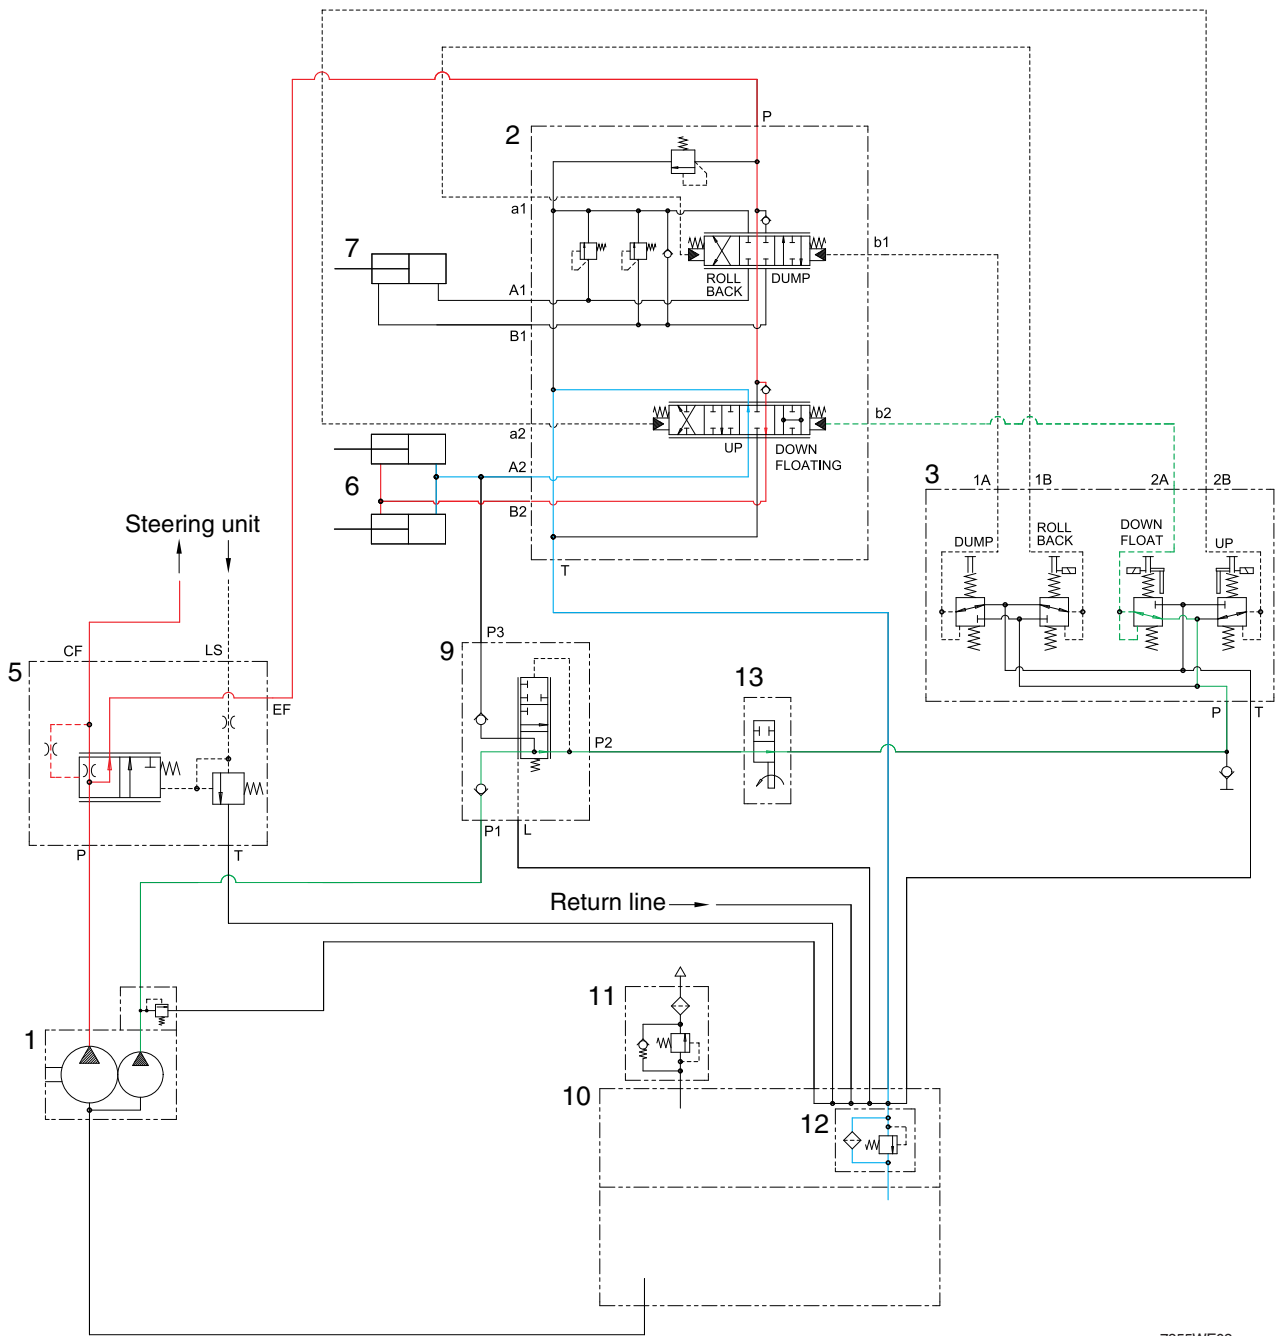 P
2
a1
7
b1
ROLL
BACK
DUMP
A1
B1
b2
a2
UP
DOWN
FLOATING
A2
6
B2
3
1A
1B
2A
2B
Steering unit
DUMP
ROLL
BACK
DOWN
FLOAT
UP
T
P3
9
CF
LS
5
13
EF
P
T
P2
P1
L
P
T
Return line
11
1
10
12